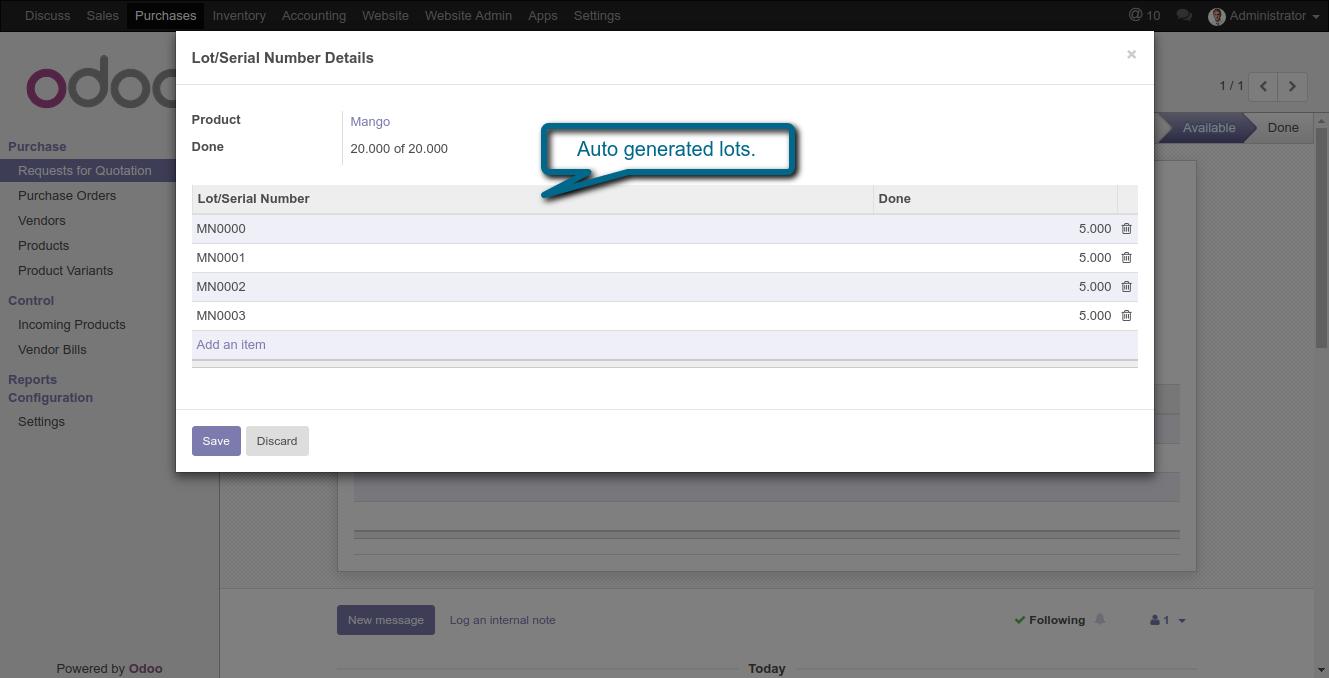 Discuss Sales Purchases Inventory Accounting Website Website Admin Apps Settings @ 10 Administrator
Lot/Serial Number Details ×
odoo
1 / 1
Product Mango
Done 20.000 of 20.000
Auto generated lots.
Available Done
Lot/Serial Number Done
MN0000 5.000
MN0001 5.000
MN0002 5.000
MN0003 5.000
Add an item
Save Discard
Purchase
Requests for Quotation
Purchase Orders
Vendors
Products
Product Variants
Control
Incoming Products
Vendor Bills
Reports
Configuration
Settings
New message Log an internal note Following 1
Today
Powered by Odoo